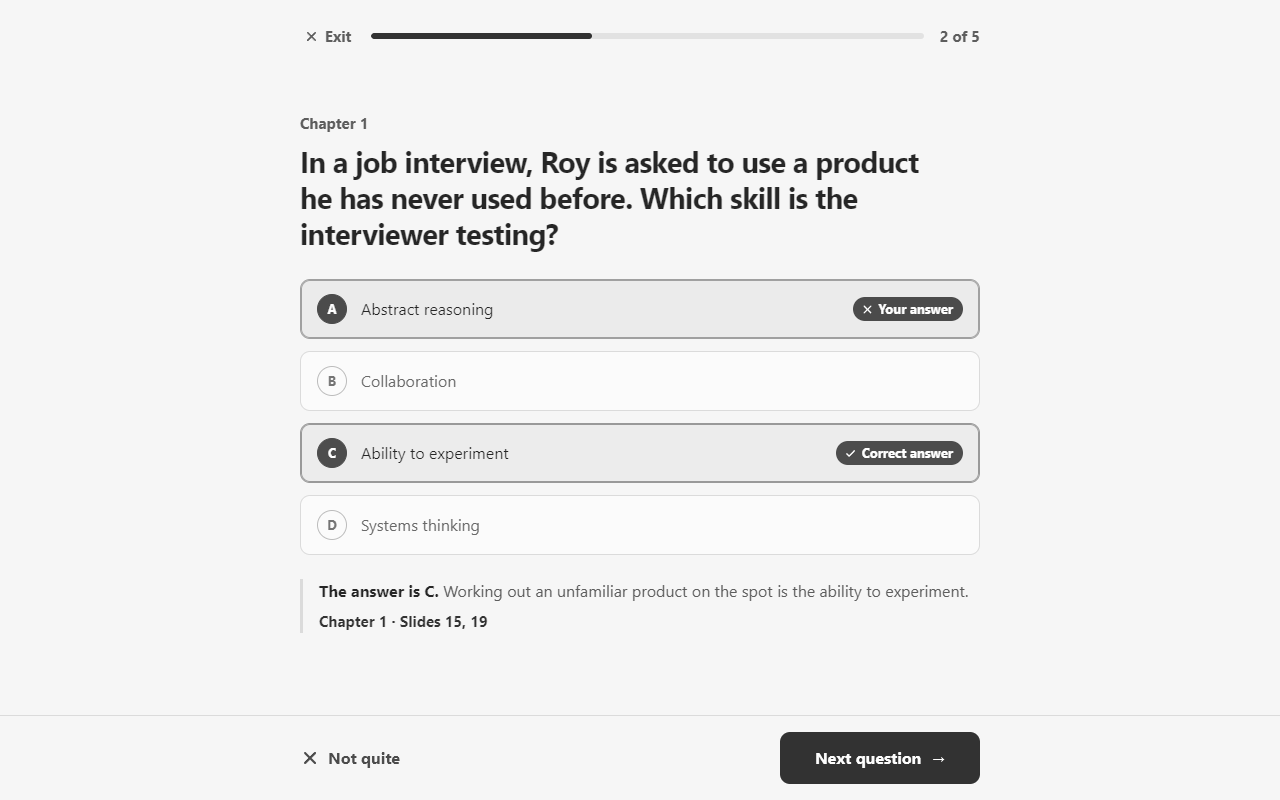 ✕ Exit
2 of 5
Chapter 1
In a job interview, Roy is asked to use a product
he has never used before. Which skill is the
interviewer testing?
A Abstract reasoning ✕ Your answer
B Collaboration
C Ability to experiment ✓ Correct answer
D Systems thinking
The answer is C. Working out an unfamiliar product on the spot is the ability to experiment.
Chapter 1 · Slides 15, 19
✕ Not quite
Next question →